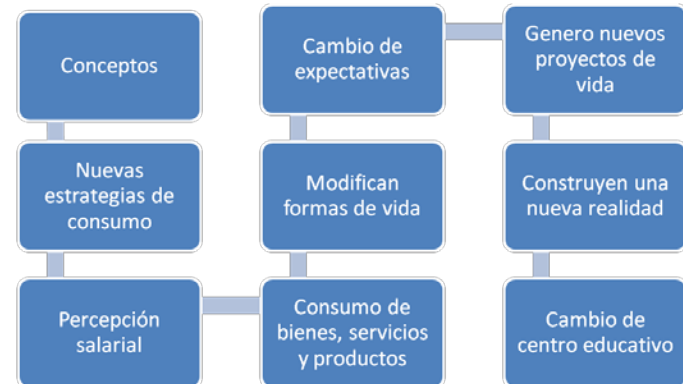 Conceptos
Nuevas
estrategias de
consumo
Percepción
salarial
Consumo de
bienes, servicios
y productos
Modifican
formas de vida
Cambio de
expectativas
Genero nuevos
proyectos de
vida
Construyen una
nueva realidad
Cambio de
centro educativo